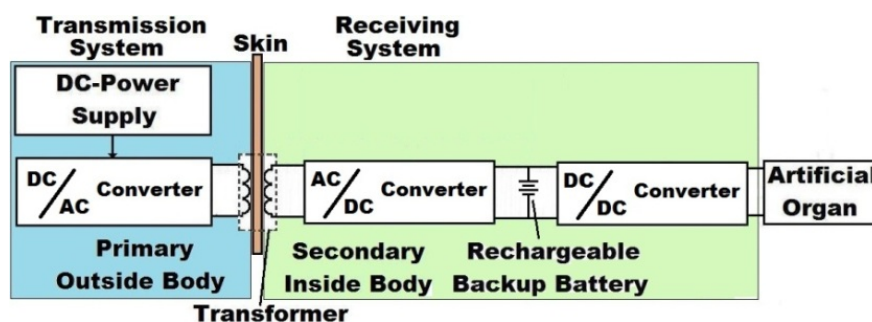 Transmission
System
Skin
Receiving
System
DC-Power
Supply
DC/AC Converter
AC/DC Converter
DC/DC Converter
Artificial
Organ
Primary
Outside Body
Secondary
Inside Body
Rechargeable
Backup Battery
Transformer